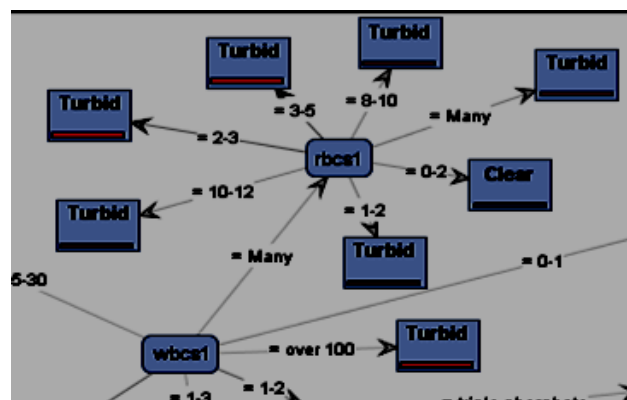 Turbid
Turbid
Turbid
= 3-5
= 8-10
= Many
Turbid
= 2-3
rbcs1
= 0-2
Clear
= 10-12
Turbid
= 1-2
Turbid
= Many
= 0-1
5-30
Turbid
wbcs1
= over 100
= 1-3
= 1-2